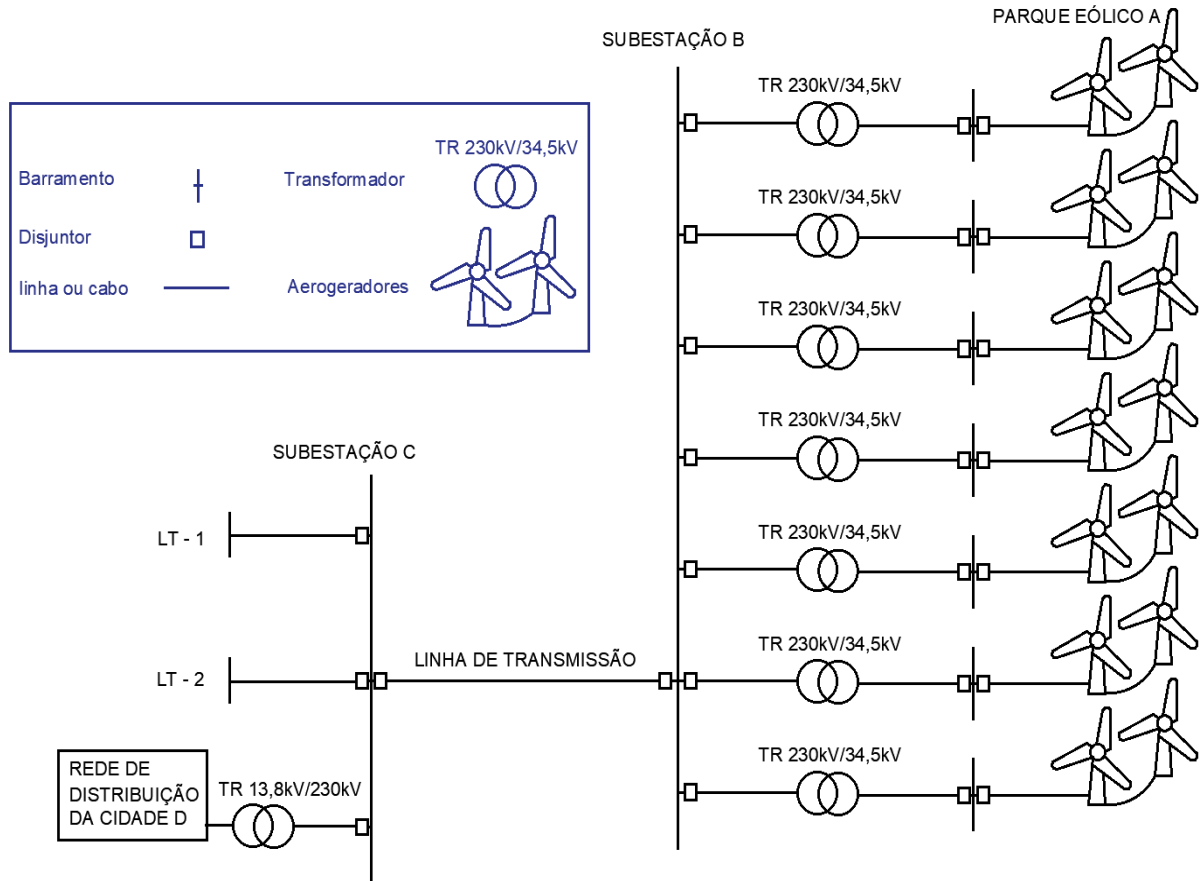 PARQUE EÓLICO A
SUBESTAÇÃO B
TR 230kV/34,5kV
TR 230kV/34,5kV
Barramento
Transformador
Disjuntor
linha ou cabo
Aerogeradores
TR 230kV/34,5kV
TR 230kV/34,5kV
TR 230kV/34,5kV
SUBESTAÇÃO C
LT - 1
TR 230kV/34,5kV
LINHA DE TRANSMISSÃO
LT - 2
TR 230kV/34,5kV
REDE DE
DISTRIBUIÇÃO
DA CIDADE D
TR 13,8kV/230kV
TR 230kV/34,5kV